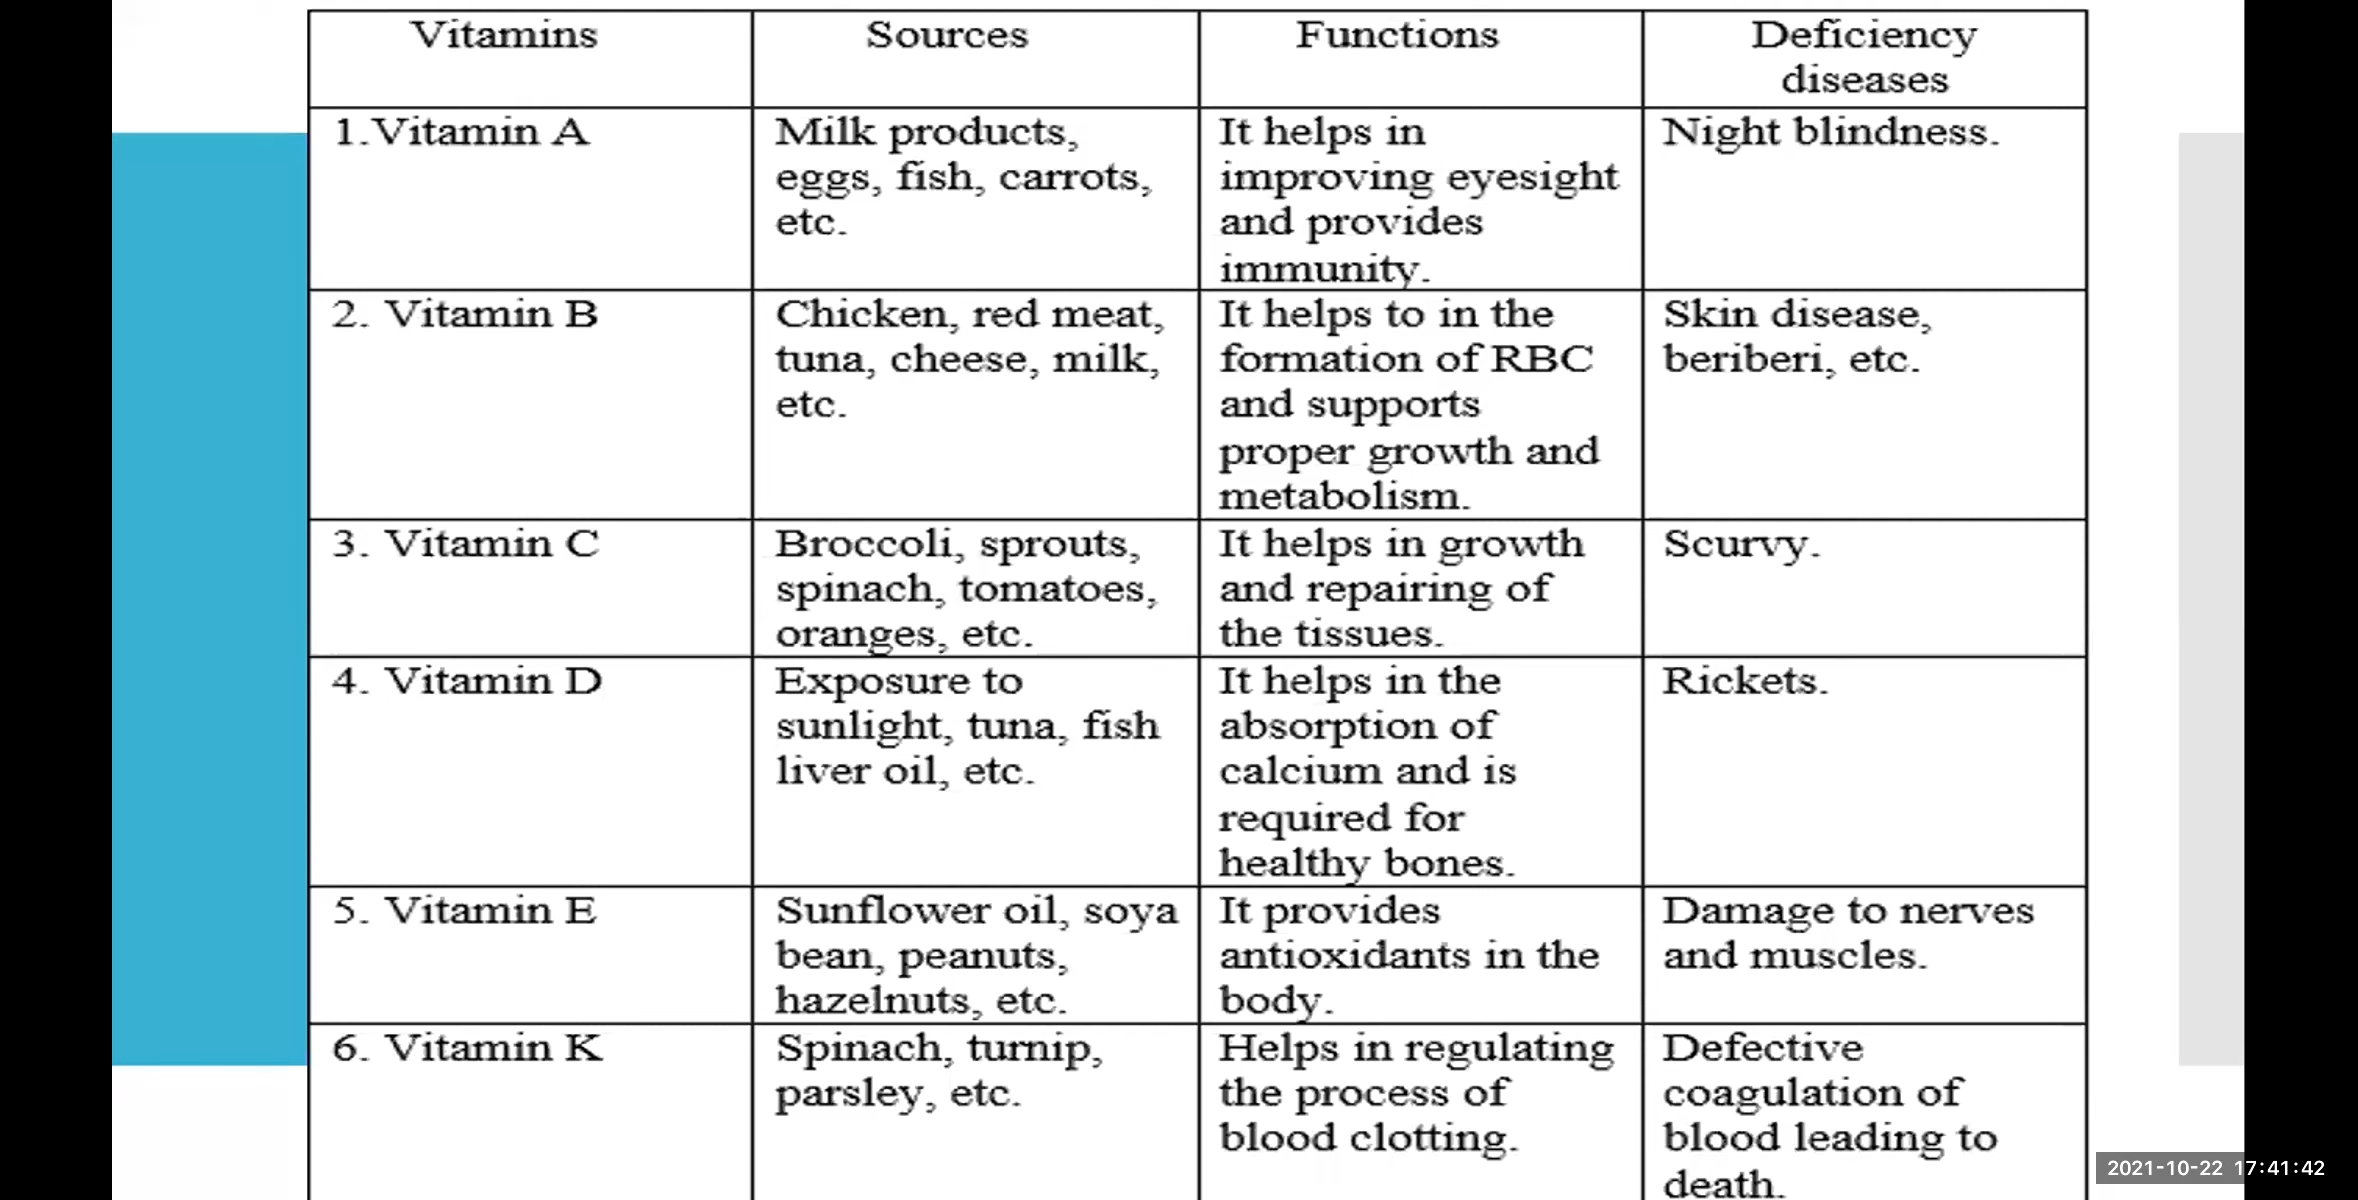 Vitamins
Sources
Functions
Deficiency
diseases
1.Vitamin A
Milk products,
eggs, fish, carrots,
etc.
It helps in
improving eyesight
and provides
immunity.
Night blindness.
2. Vitamin B
Chicken, red meat,
tuna, cheese, milk,
etc.
It helps to in the
formation of RBC
and supports
proper growth and
metabolism.
Skin disease,
beriberi, etc.
3. Vitamin C
Broccoli, sprouts,
spinach, tomatoes,
oranges, etc.
It helps in growth
and repairing of
the tissues.
Scurvy.
4. Vitamin D
Exposure to
sunlight, tuna, fish
liver oil, etc.
It helps in the
absorption of
calcium and is
required for
healthy bones.
Rickets.
5. Vitamin E
Sunflower oil, soya
bean, peanuts,
hazelnuts, etc.
It provides
antioxidants in the
body.
Damage to nerves
and muscles.
6. Vitamin K
Spinach, turnip,
parsley, etc.
Helps in regulating
the process of
blood clotting.
Defective
coagulation of
blood leading to
death.
2021-10-22 17:41:42